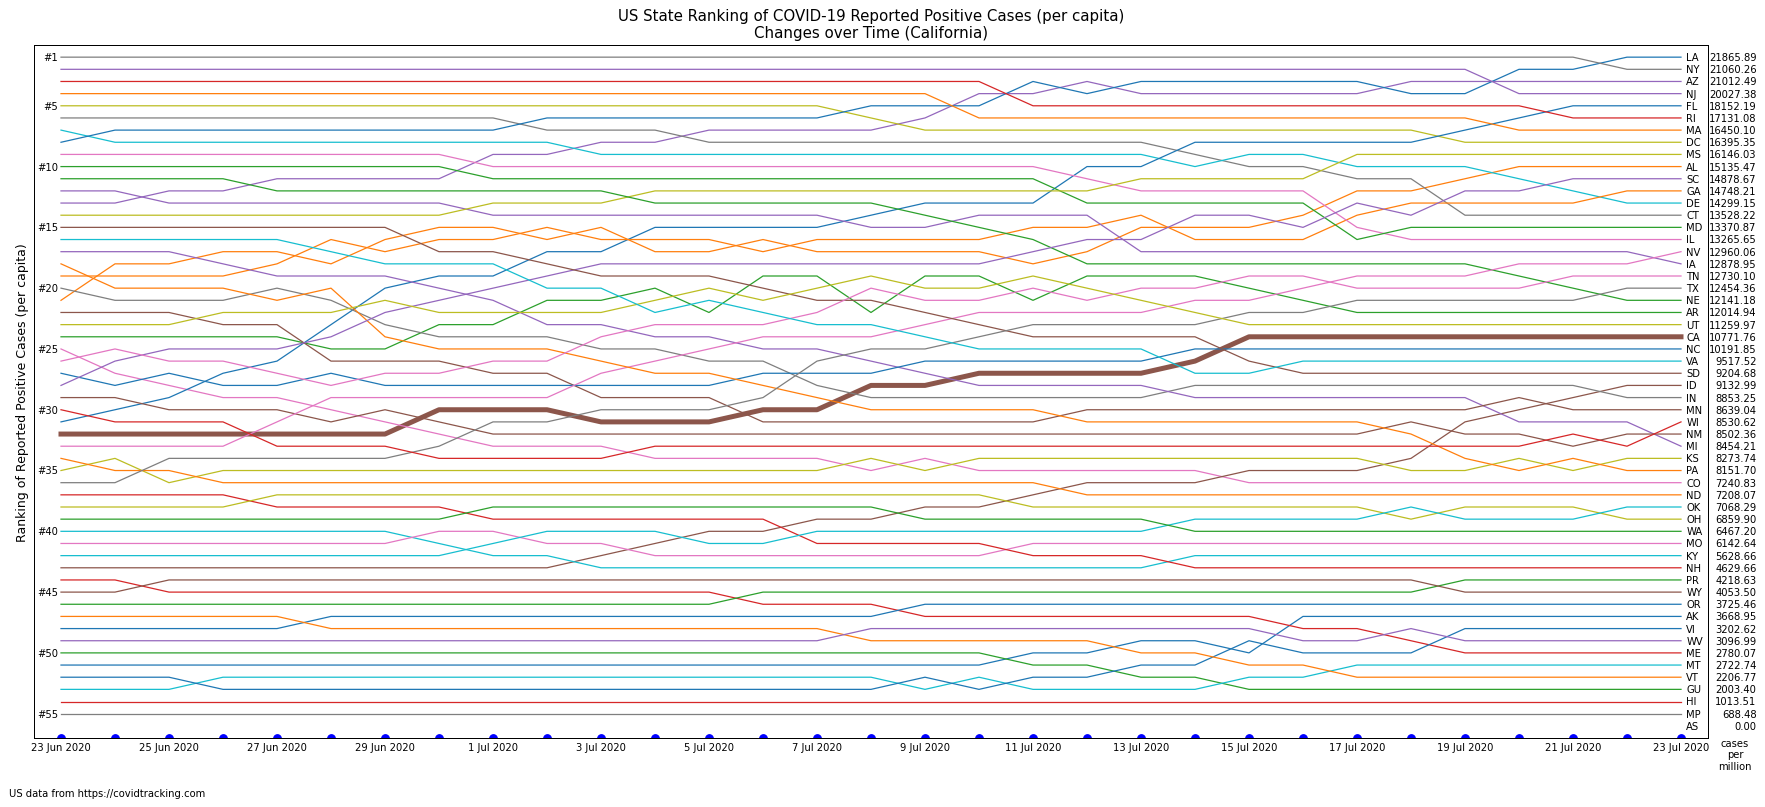 US State Ranking of COVID-19 Reported Positive Cases (per capita)
Changes over Time (California)
Ranking of Reported Positive Cases (per capita)
#1
#5
#10
#15
#20
#25
#30
#35
#40
#45
#50
#55
LA 21865.89
NY 21060.26
AZ 21012.49
NJ 20027.38
FL 18152.19
RI 17131.08
MA 16450.10
DC 16395.35
MS 16146.03
AL 15135.47
SC 14878.67
GA 14748.21
DE 14299.15
CT 13528.22
MD 13370.87
IL 13265.65
NV 12960.06
IA 12878.95
TN 12730.10
TX 12454.36
NE 12141.18
AR 12014.94
UT 11259.97
CA 10771.76
NC 10191.85
VA 9517.52
SD 9204.68
ID 9132.99
IN 8853.25
MN 8639.04
WI 8530.62
NM 8502.36
MI 8454.21
KS 8273.74
PA 8151.70
CO 7240.83
ND 7208.07
OK 7068.29
OH 6859.90
WA 6467.20
MO 6142.64
KY 5628.66
NH 4629.66
PR 4218.63
WY 4053.50
OR 3725.46
AK 3668.95
VI 3202.62
WV 3096.99
ME 2780.07
MT 2722.74
VT 2206.77
GU 2003.40
HI 1013.51
MP 688.48
AS 0.00
23 Jun 2020
25 Jun 2020
27 Jun 2020
29 Jun 2020
1 Jul 2020
3 Jul 2020
5 Jul 2020
7 Jul 2020
9 Jul 2020
11 Jul 2020
13 Jul 2020
15 Jul 2020
17 Jul 2020
19 Jul 2020
21 Jul 2020
23 Jul 2020
cases
per
million
US data from https://covidtracking.com